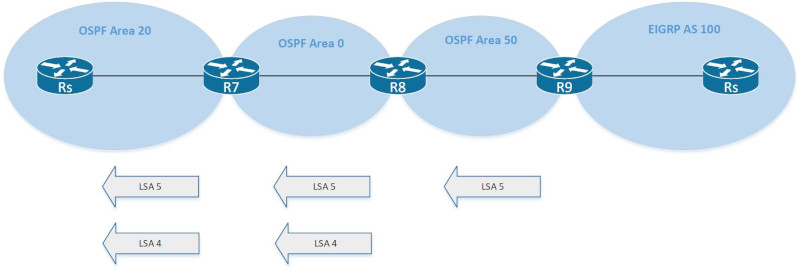 OSPF Area 20
OSPF Area 0
OSPF Area 50
EIGRP AS 100
Rs
R7
R8
R9
Rs
LSA 5
LSA 5
LSA 5
LSA 4
LSA 4